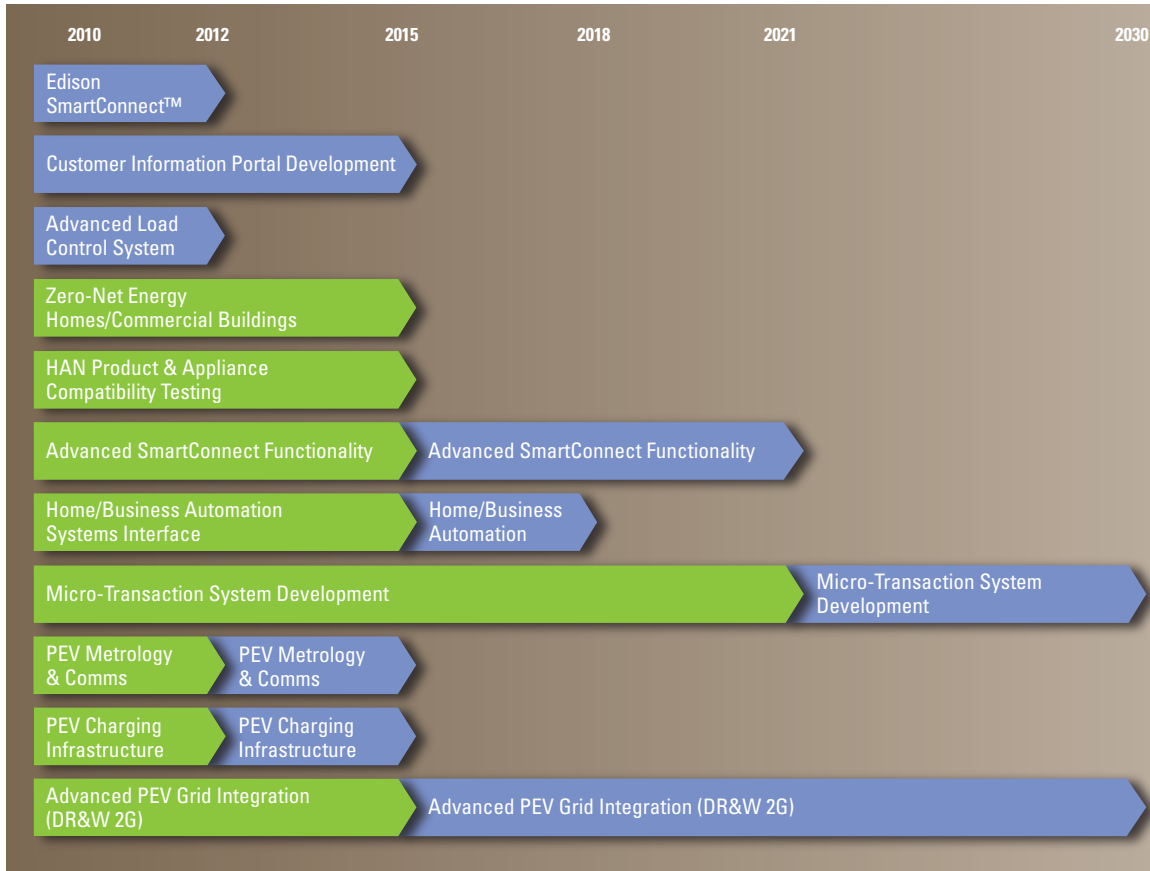 2010 2012 2015 2018 2021 2030
Edison
SmartConnect™
Customer Information Portal Development
Advanced Load
Control System
Zero-Net Energy
Homes/Commercial Buildings
HAN Product & Appliance
Compatibility Testing
Advanced SmartConnect Functionality
Advanced SmartConnect Functionality
Home/Business Automation
Systems Interface
Home/Business
Automation
Micro-Transaction System Development
Micro-Transaction System
Development
PEV Metrology
& Comms
PEV Metrology
& Comms
PEV Charging
Infrastructure
PEV Charging
Infrastructure
Advanced PEV Grid Integration
(DR&W 2G)
Advanced PEV Grid Integration (DR&W 2G)